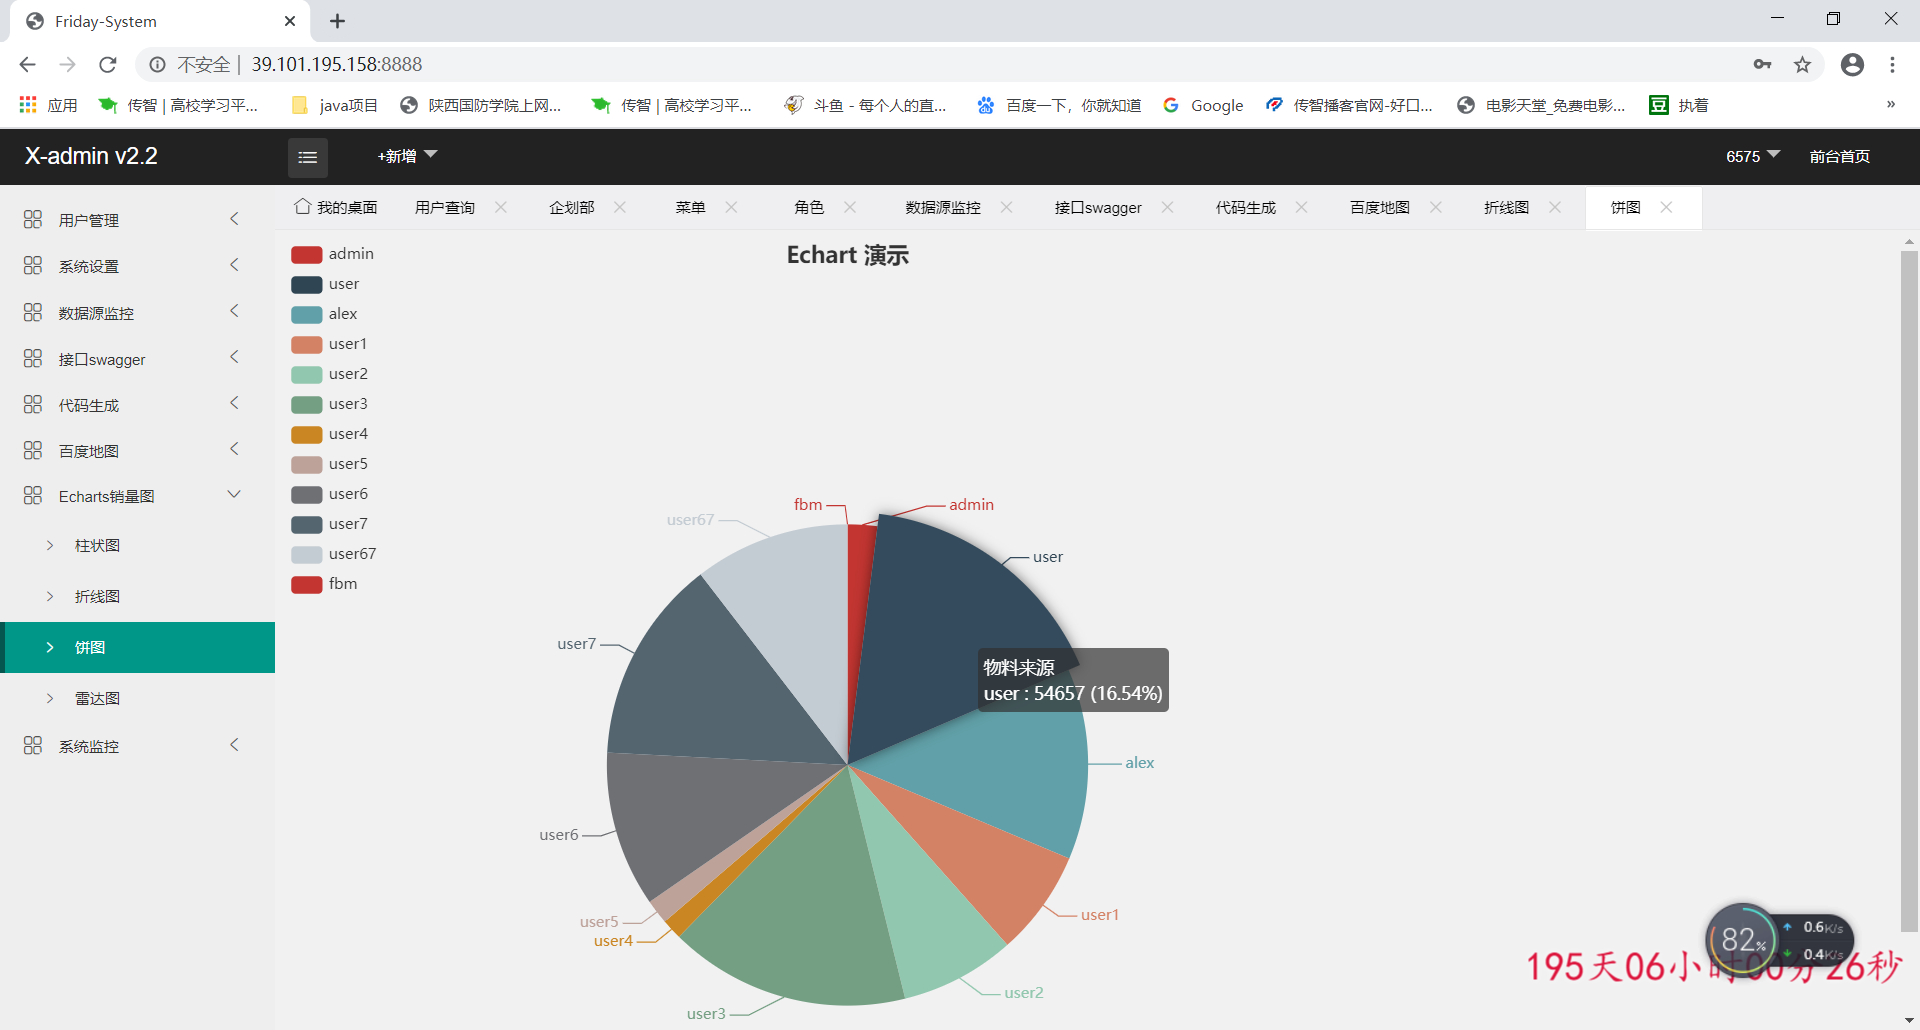 Friday-System
不安全 | 39.101.195.158:8888
应用 传智 | 高校学习平... java项目 陕西国防学院上网... 传智 | 高校学习平... 斗鱼 - 每个人的直... 百度一下，你就知道 Google 传智播客官网-好口... 电影天堂_免费电影... 豆 执着 »
X-admin v2.2 +新增 6575 前台首页
我的桌面 用户查询 企划部 菜单 角色 数据源监控 接口swagger 代码生成 百度地图 折线图 饼图
用户管理
系统设置
数据源监控
接口swagger
代码生成
百度地图
Echarts销量图
柱状图
折线图
饼图
雷达图
系统监控
Echart 演示
admin
user
alex
user1
user2
user3
user4
user5
user6
user7
user67
fbm
fbm
admin
user67
user
user7
物料来源
user : 54657 (16.54%)
alex
user6
user1
user5
user4
user2
user3
82%
0.6K/s
0.4K/s
195天06小时00分26秒